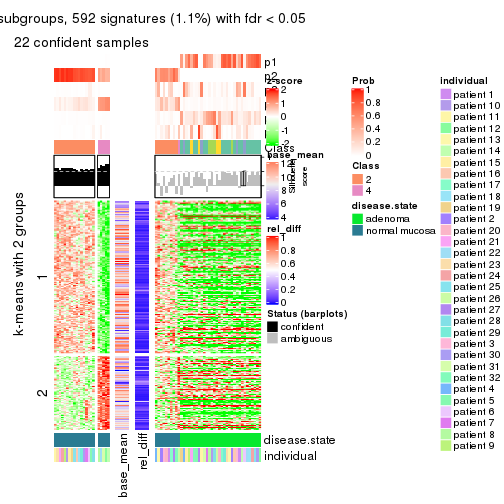 subgroups, 592 signatures (1.1%) with fdr < 0.05
22 confident samples
p1
p2
z-score
2
1
0
-1
-2
Class
base_mean
12
10
8
6
4
Silhouette
score
rel_diff
1
0.8
0.6
0.4
0.2
0
Status (barplots)
confident
ambiguous
k-means with 2 groups
1
2
base_mean
rel_diff
disease.state
individual
Prob
1
0.8
0.6
0.4
0.2
0
Class
2
4
disease.state
adenoma
normal mucosa
individual
patient 1
patient 10
patient 11
patient 12
patient 13
patient 14
patient 15
patient 16
patient 17
patient 18
patient 19
patient 2
patient 20
patient 21
patient 22
patient 23
patient 24
patient 25
patient 26
patient 27
patient 28
patient 29
patient 3
patient 30
patient 31
patient 32
patient 4
patient 5
patient 6
patient 7
patient 8
patient 9